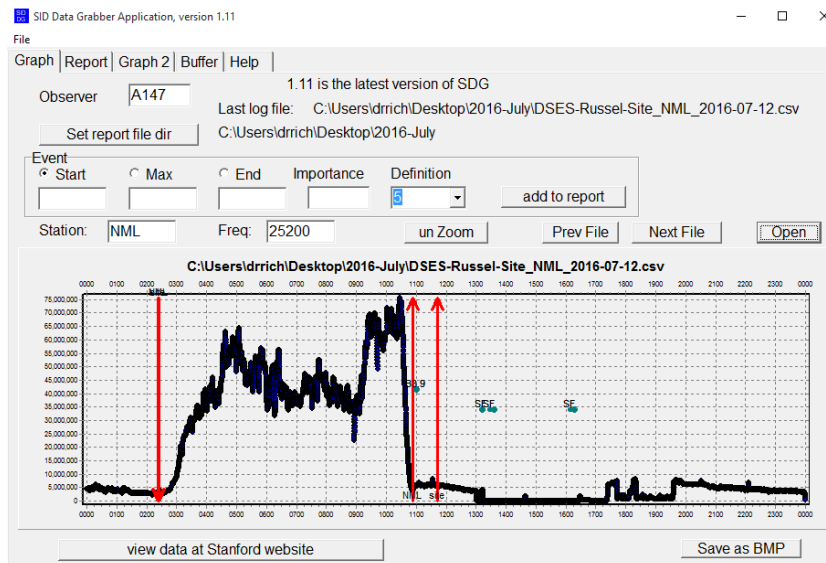 SID DG SID Data Grabber Application, version 1.11
File
Graph Report Graph 2 Buffer Help
1.11 is the latest version of SDG
Observer A147
Last log file: C:\Users\drrich\Desktop\2016-July\DSES-Russel-Site_NML_2016-07-12.csv
Set report file dir C:\Users\drrich\Desktop\2016-July
Event
Start Max End Importance Definition
5 add to report
Station: NML Freq: 25200 un Zoom Prev File Next File Open
C:\Users\drrich\Desktop\2016-July\DSES-Russel-Site_NML_2016-07-12.csv
0000 0100 0200 0300 0400 0500 0600 0700 0800 0900 1000 1100 1200 1300 1400 1500 1600 1700 1800 1900 2000 2100 2200 2300 0000
75,000,000
70,000,000
65,000,000
60,000,000
55,000,000
50,000,000
45,000,000
40,000,000
35,000,000
30,000,000
25,000,000
20,000,000
15,000,000
10,000,000
5,000,000
0
SF SF SF
NML site
0000 0100 0200 0300 0400 0500 0600 0700 0800 0900 1000 1100 1200 1300 1400 1500 1600 1700 1800 1900 2000 2100 2200 2300 0000
view data at Stanford website Save as BMP